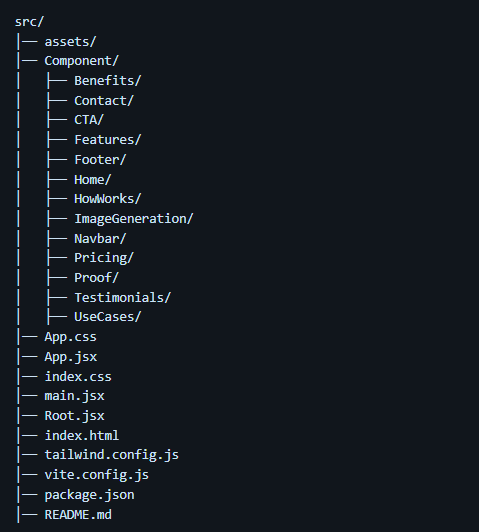 src/
│── assets/
│── Component/
│   ├── Benefits/
│   ├── Contact/
│   ├── CTA/
│   ├── Features/
│   ├── Footer/
│   ├── Home/
│   ├── HowWorks/
│   ├── ImageGeneration/
│   ├── Navbar/
│   ├── Pricing/
│   ├── Proof/
│   ├── Testimonials/
│   ├── UseCases/
│── App.css
│── App.jsx
│── index.css
│── main.jsx
│── Root.jsx
│── index.html
│── tailwind.config.js
│── vite.config.js
│── package.json
│── README.md